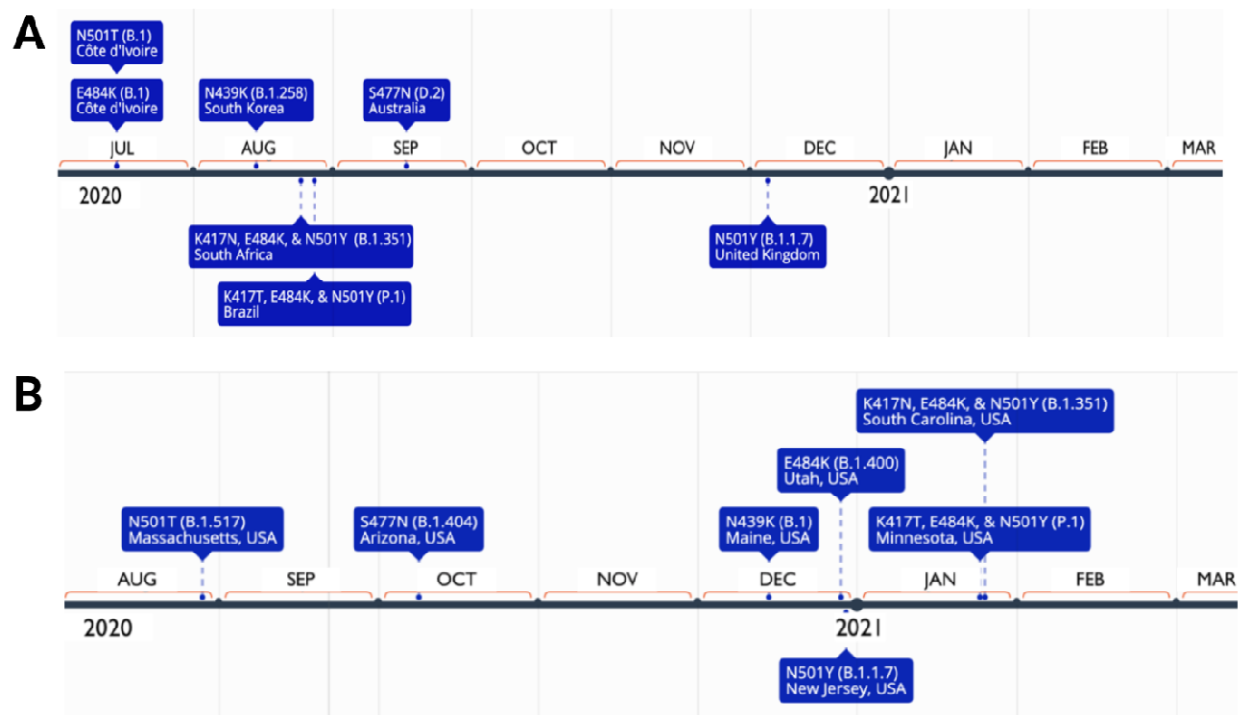 A
N501T (B.1)
Côte d'Ivoire
E484K (B.1)
Côte d'Ivoire
N439K (B.1.258)
South Korea
S477N (D.2)
Australia
JUL AUG SEP OCT NOV DEC JAN FEB MAR
2020 2021
K417N, E484K, & N501Y (B.1.351)
South Africa
N501Y (B.1.1.7)
United Kingdom
K417T, E484K, & N501Y (P.1)
Brazil
B
K417N, E484K, & N501Y (B.1.351)
South Carolina, USA
E484K (B.1.400)
Utah, USA
N501T (B.1.517)
Massachusetts, USA
S477N (B.1.404)
Arizona, USA
N439K (B.1)
Maine, USA
K417T, E484K, & N501Y (P.1)
Minnesota, USA
AUG SEP OCT NOV DEC JAN FEB MAR
2020 2021
N501Y (B.1.1.7)
New Jersey, USA